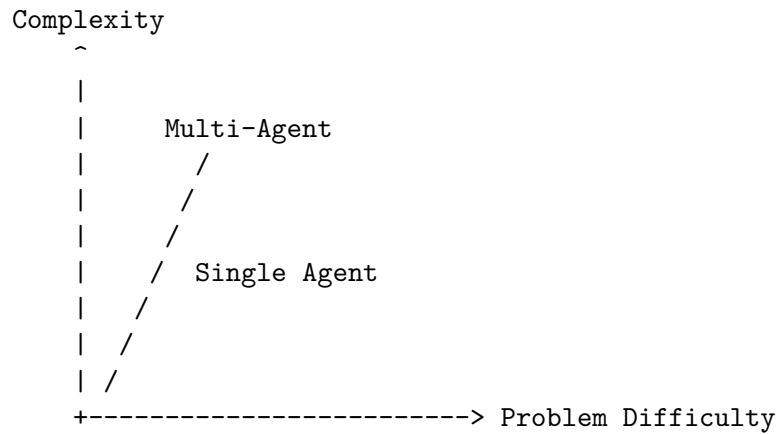 Complexity
^
|
| Multi-Agent
| /
| /
| /
| / Single Agent
| /
| /
| /
+-------------------------> Problem Difficulty